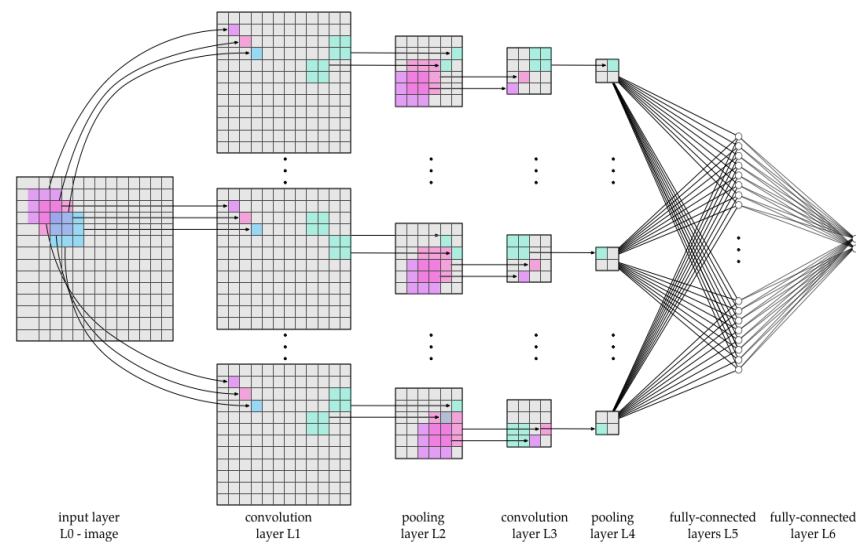 input layer
L0 - image
convolution
layer L1
pooling
layer L2
convolution
layer L3
pooling
layer L4
fully-connected
layers L5
fully-connected
layer L6